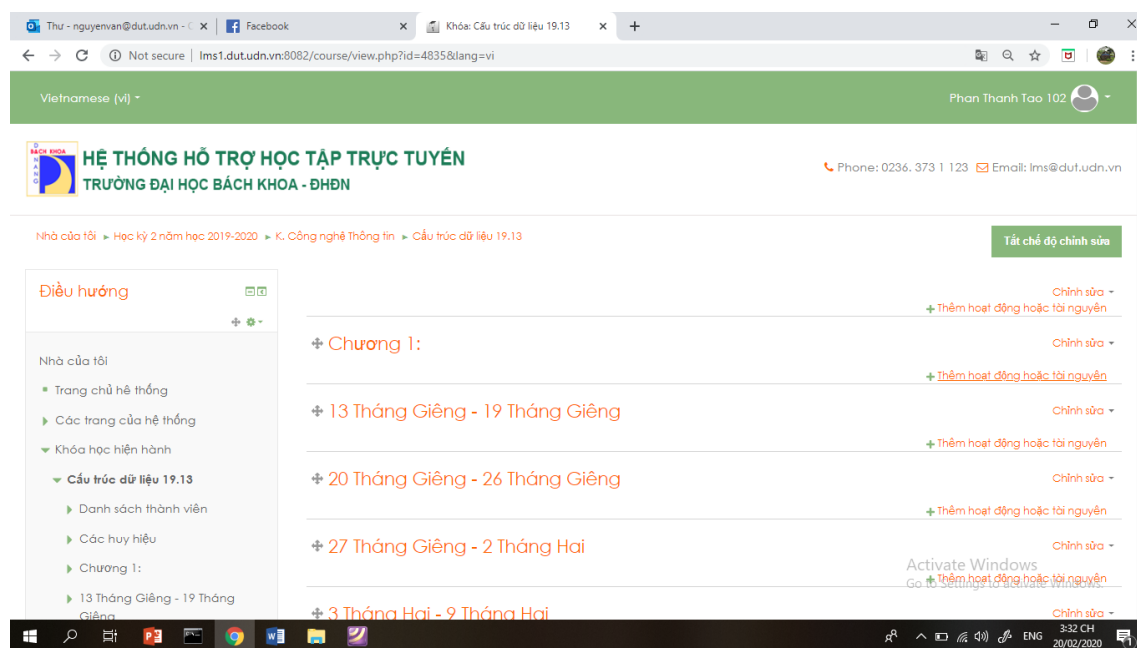 Thư - nguyenvan@dut.udn.vn - O
Facebook
Khóa: Cấu trúc dữ liệu 19.13
Not secure | lms1.dut.udn.vn:8082/course/view.php?id=4835&lang=vi
Vietnamese (vi)
Phan Thanh Tao 102
BÁCH KHOA
HỆ THỐNG HỖ TRỢ HỌC TẬP TRỰC TUYẾN
TRƯỜNG ĐẠI HỌC BÁCH KHOA - ĐHĐN
Phone: 0236. 373 1 123 Email: lms@dut.udn.vn
Nhà của tôi ► Học kỳ 2 năm học 2019-2020 ► K. Công nghệ Thông tin ► Cấu trúc dữ liệu 19.13
Tắt chế độ chỉnh sửa
Điều hướng
Nhà của tôi
Trang chủ hệ thống
Các trang của hệ thống
Khóa học hiện hành
Cấu trúc dữ liệu 19.13
Danh sách thành viên
Các huy hiệu
Chương 1:
13 Tháng Giêng - 19 Tháng
Giêng
Chỉnh sửa
Thêm hoạt động hoặc tài nguyên
Chương 1:
Chỉnh sửa
Thêm hoạt động hoặc tài nguyên
13 Tháng Giêng - 19 Tháng Giêng
Chỉnh sửa
Thêm hoạt động hoặc tài nguyên
20 Tháng Giêng - 26 Tháng Giêng
Chỉnh sửa
Thêm hoạt động hoặc tài nguyên
27 Tháng Giêng - 2 Tháng Hai
Chỉnh sửa
Thêm hoạt động hoặc tài nguyên
3 Tháng Hai - 9 Tháng Hai
Chỉnh sửa
Activate Windows
Go to Settings to activate Windows.
ENG
3:32 CH
20/02/2020